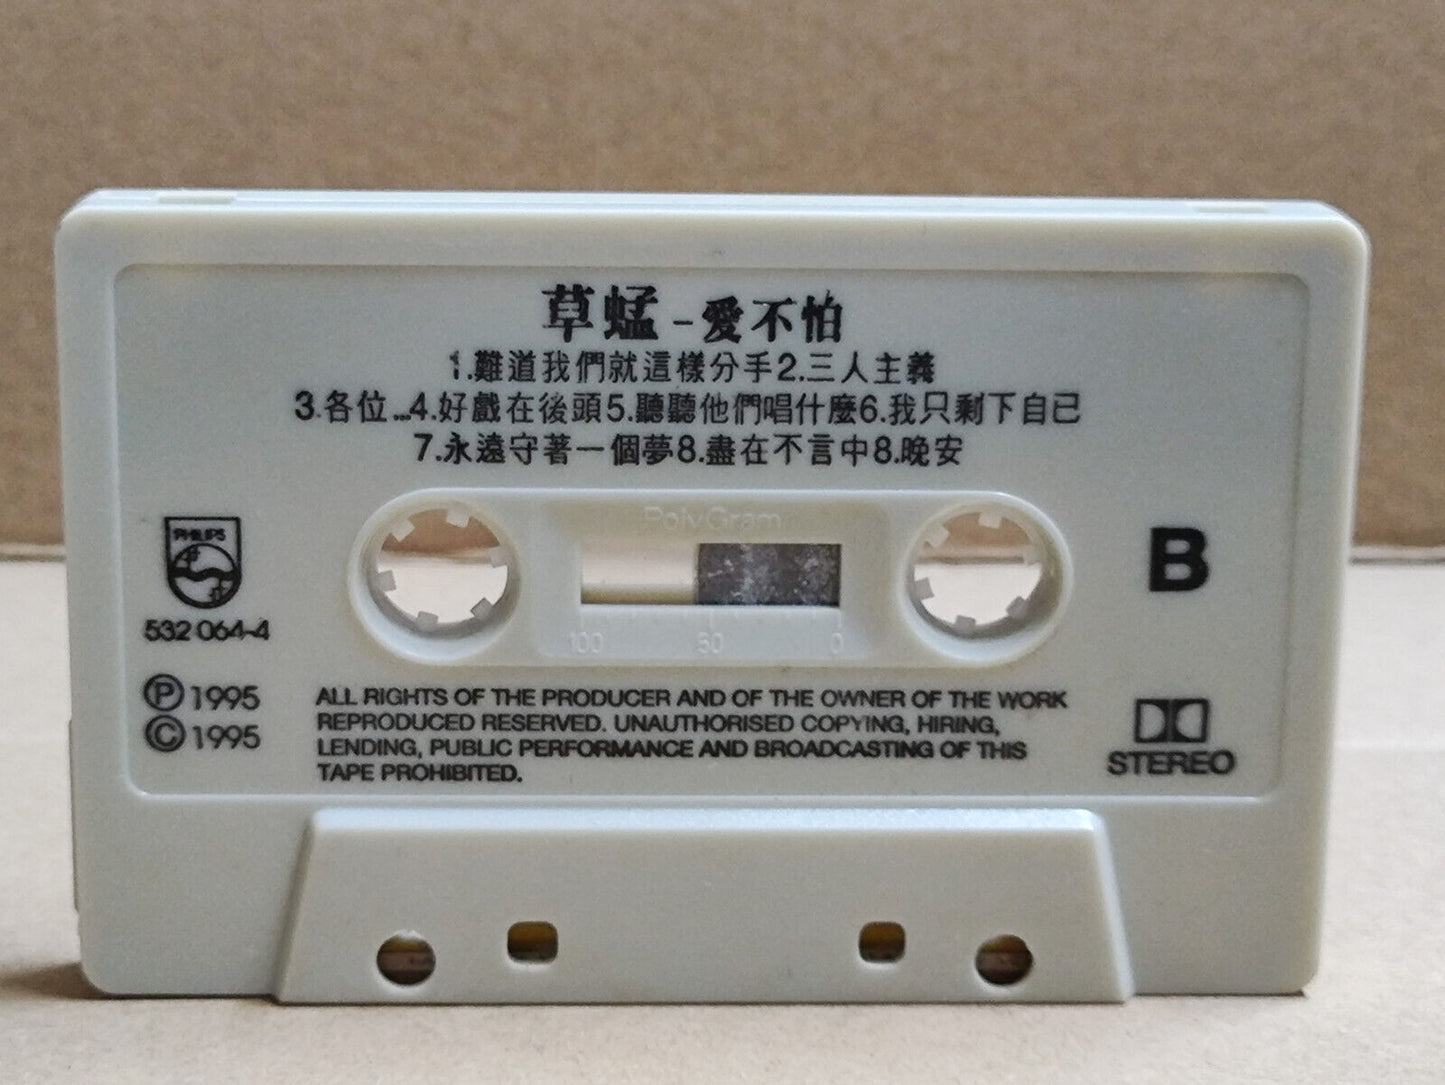 草蜢-愛不怕
1.難道我們就這樣分手2.三人主義
3.各位...4.好戲在後頭5.聽聽他們唱什麼6.我只剩下自己
7.永遠守著一個夢8.盡在不言中8.晚安
PHILIPS
532 064-4
PolyGram
100 50 0
B
Ⓟ 1995
© 1995
ALL RIGHTS OF THE PRODUCER AND OF THE OWNER OF THE WORK
REPRODUCED RESERVED. UNAUTHORISED COPYING, HIRING,
LENDING, PUBLIC PERFORMANCE AND BROADCASTING OF THIS
TAPE PROHIBITED.
STEREO